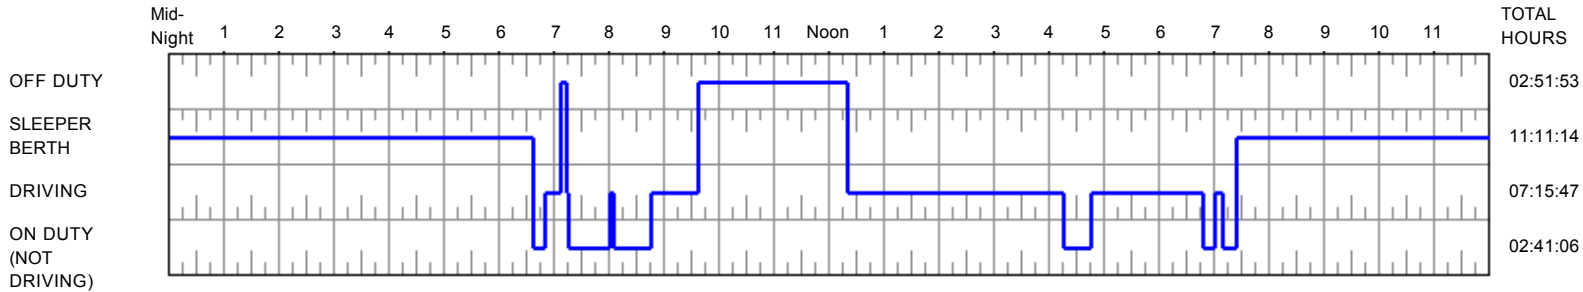 Mid-
Night 1 2 3 4 5 6 7 8 9 10 11 Noon 1 2 3 4 5 6 7 8 9 10 11 TOTAL
HOURS
OFF DUTY 02:51:53
SLEEPER
BERTH 11:11:14
DRIVING 07:15:47
ON DUTY
(NOT
DRIVING) 02:41:06